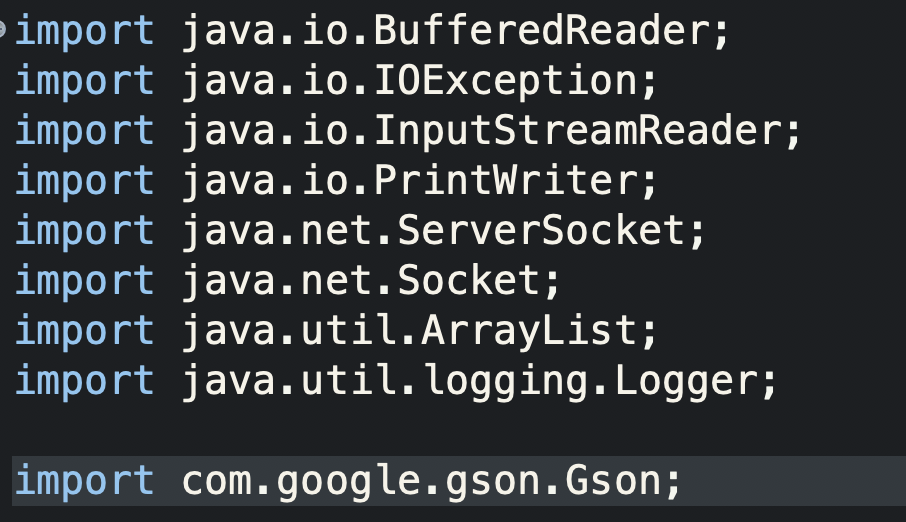 import java.io.BufferedReader;
import java.io.IOException;
import java.io.InputStreamReader;
import java.io.PrintWriter;
import java.net.ServerSocket;
import java.net.Socket;
import java.util.ArrayList;
import java.util.logging.Logger;
import com.google.gson.Gson;